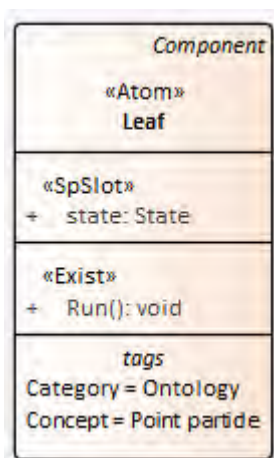 Component
«Atom»
Leaf
«SpSlot»
+ state: State
«Exist»
+ Run(): void
tags
Category = Ontology
Concept = Point particle